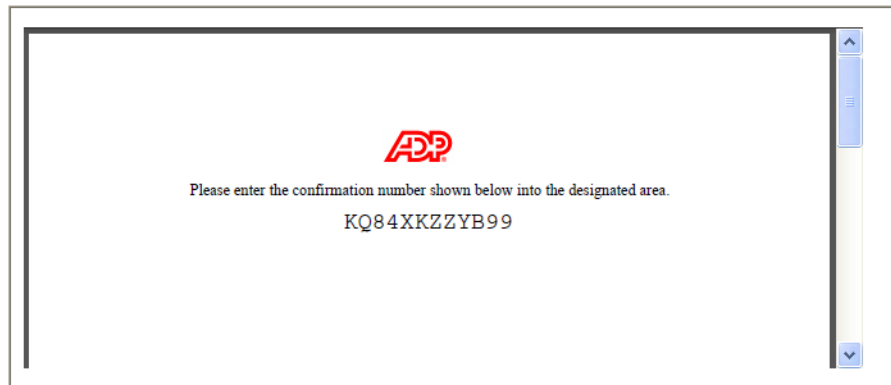 ADP
Please enter the confirmation number shown below into the designated area.
KQ84XKZZYB99